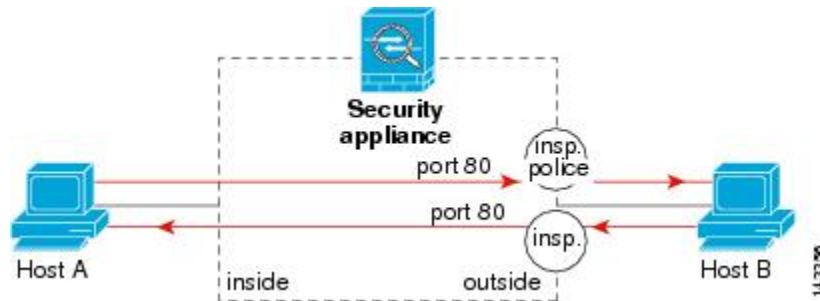 Security
appliance
insp.
police
port 80
port 80
insp.
Host A
inside
outside
Host B